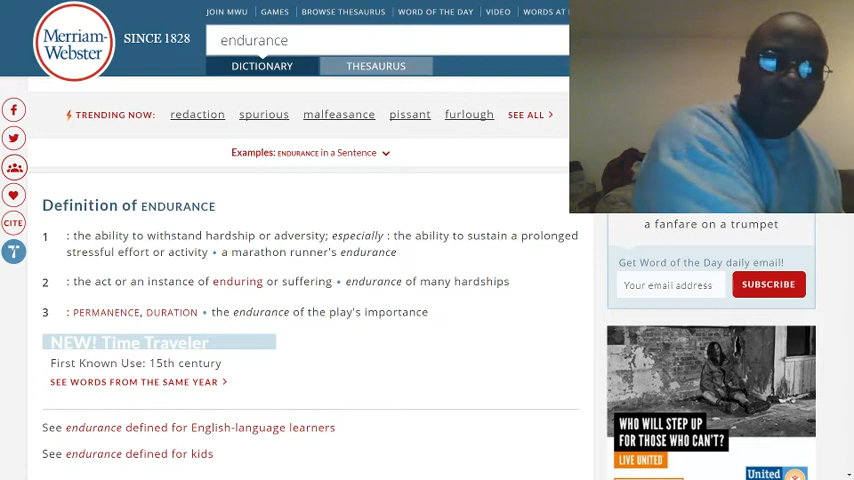 JOIN MWU GAMES BROWSE THESAURUS WORD OF THE DAY VIDEO WORDS AT
Merriam-
Webster
SINCE 1828
endurance
DICTIONARY THESAURUS
TRENDING NOW: redaction spurious malfeasance pissant furlough SEE ALL >
Examples: ENDURANCE in a Sentence
Definition of ENDURANCE
1 : the ability to withstand hardship or adversity; especially : the ability to sustain a prolonged
stressful effort or activity • a marathon runner's endurance
2 : the act or an instance of enduring or suffering • endurance of many hardships
3 : PERMANENCE, DURATION • the endurance of the play's importance
NEW! Time Traveler
First Known Use: 15th century
SEE WORDS FROM THE SAME YEAR >
See endurance defined for English-language learners
See endurance defined for kids
CITE
a fanfare on a trumpet
Get Word of the Day daily email!
Your email address SUBSCRIBE
WHO WILL STEP UP
FOR THOSE WHO CAN'T?
LIVE UNITED
United